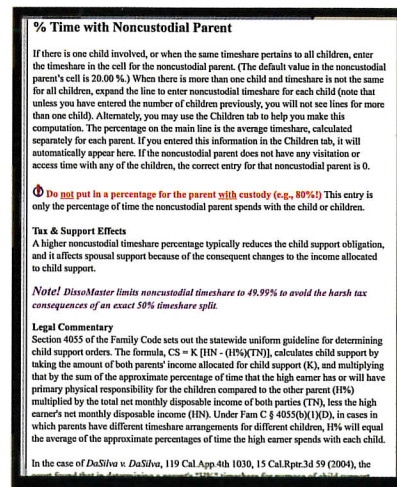 % Time with Noncustodial Parent
If there is one child involved, or when the same timeshare pertains to all children, enter
the timeshare in the cell for the noncustodial parent. (The default value in the noncustodial
parent's cell is 20.00 %.) When there is more than one child and timeshare is not the same
for all children, expand the line to enter noncustodial timeshare for each child (note that
unless you have entered the number of children previously, you will not see lines for more
than one child). Alternately, you may use the Children tab to help you make this
computation. The percentage on the main line is the average timeshare, calculated
separately for each parent. If you entered this information in the Children tab, it will
automatically appear here. If the noncustodial parent does not have any visitation or
access time with any of the children, the correct entry for that noncustodial parent is 0.
Do not put in a percentage for the parent with custody (e.g., 80%!) This entry is
only the percentage of time the noncustodial parent spends with the child or children.
Tax & Support Effects
A higher noncustodial timeshare percentage typically reduces the child support obligation,
and it affects spousal support because of the consequent changes to the income allocated
to child support.
Note! DissoMaster limits noncustodial timeshare to 49.99% to avoid the harsh tax
consequences of an exact 50% timeshare split.
Legal Commentary
Section 4055 of the Family Code sets out the statewide uniform guideline for determining
child support orders. The formula, CS = K [HN - (H%)(TN)], calculates child support by
taking the amount of both parents' income allocated for child support (K), and multiplying
that by the sum of the approximate percentage of time that the high earner has or will have
primary physical responsibility for the children compared to the other parent (H%)
multiplied by the total net monthly disposable income of both parties (TN), less the high
earner's net monthly disposable income (HN). Under Fam C § 4055(b)(1)(D), in cases in
which parents have different timeshare arrangements for different children, H% will equal
the average of the approximate percentages of time the high earner spends with each child.
In the case of DaSilva v. DaSilva, 119 Cal.App.4th 1030, 15 Cal.Rptr.3d 59 (2004), the